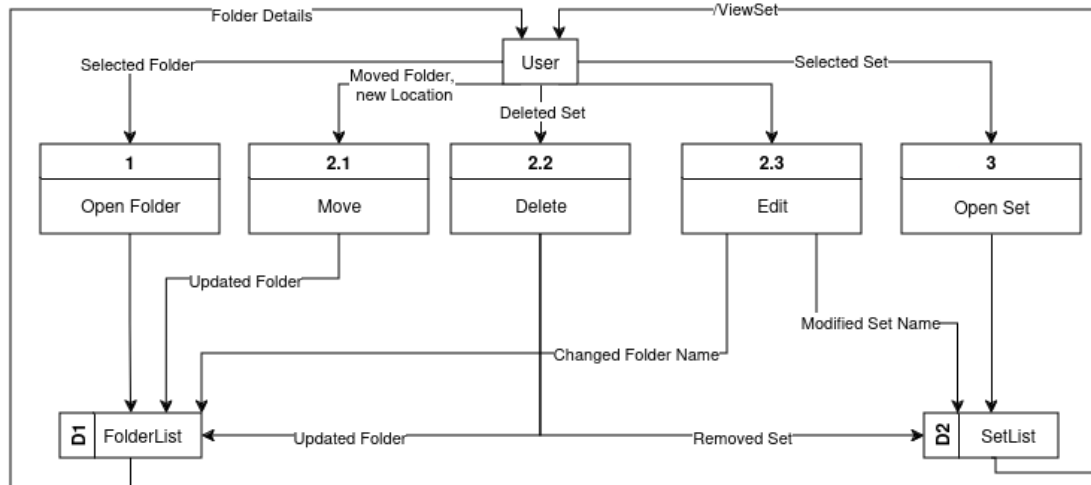 Folder Details
/ViewSet
User
Selected Folder
Moved Folder,
new Location
Deleted Set
Selected Set
1
2.1
2.2
2.3
3
Open Folder
Move
Delete
Edit
Open Set
Updated Folder
Modified Set Name
Changed Folder Name
D1
FolderList
Updated Folder
Removed Set
D2
SetList